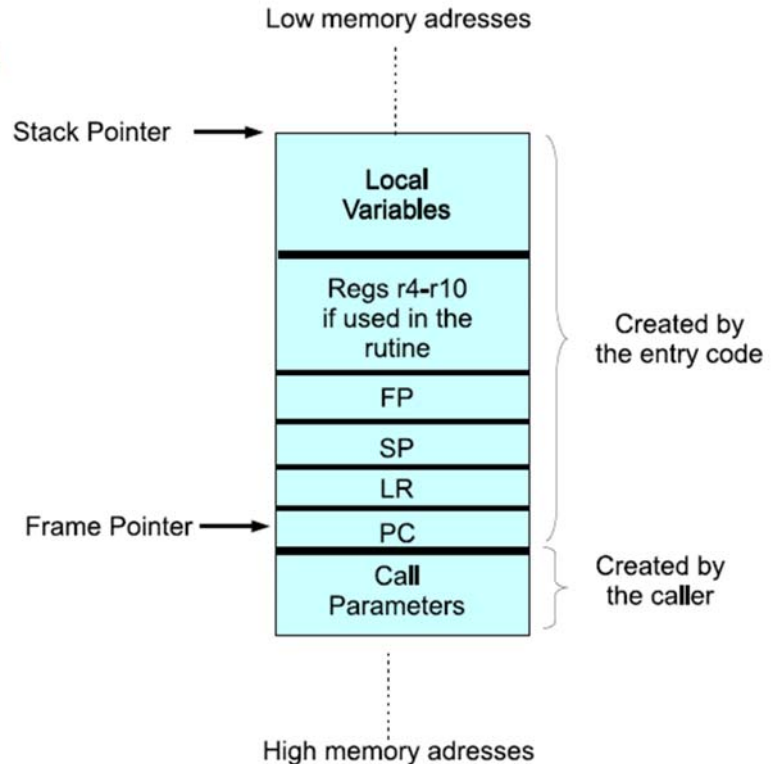 Low memory adresses
Stack Pointer
Local
Variables
Regs r4-r10
if used in the
rutine
FP
SP
LR
Frame Pointer
PC
Call
Parameters
Created by
the entry code
Created by
the caller
High memory adresses